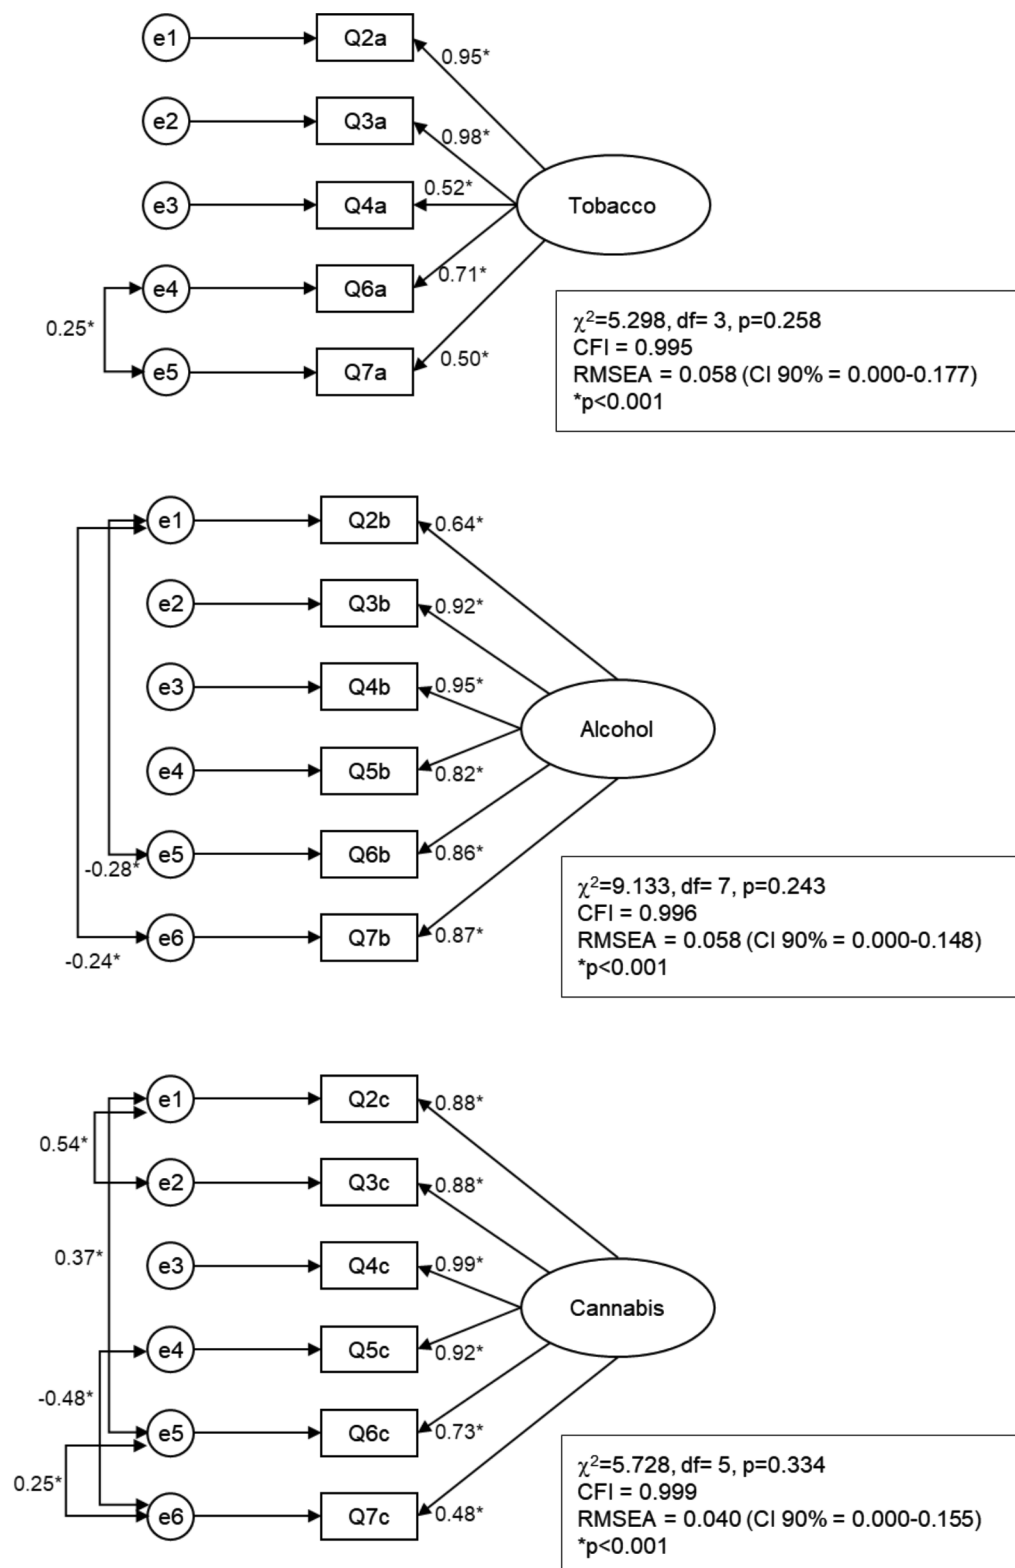 e1 Q2a 0.95*
e2 Q3a 0.98*
e3 Q4a 0.52* Tobacco
e4 Q6a 0.71*
0.25*
e5 Q7a 0.50*
χ²=5.298, df= 3, p=0.258
CFI = 0.995
RMSEA = 0.058 (CI 90% = 0.000-0.177)
*p<0.001
e1 Q2b 0.64*
e2 Q3b 0.92*
e3 Q4b 0.95*
Alcohol
e4 Q5b 0.82*
e5 Q6b 0.86*
-0.28*
e6 Q7b 0.87*
-0.24*
χ²=9.133, df= 7, p=0.243
CFI = 0.996
RMSEA = 0.058 (CI 90% = 0.000-0.148)
*p<0.001
e1 Q2c 0.88*
0.54*
e2 Q3c 0.88*
0.37*
e3 Q4c 0.99*
Cannabis
e4 Q5c 0.92*
-0.48*
e5 Q6c 0.73*
0.25*
e6 Q7c 0.48*
χ²=5.728, df= 5, p=0.334
CFI = 0.999
RMSEA = 0.040 (CI 90% = 0.000-0.155)
*p<0.001